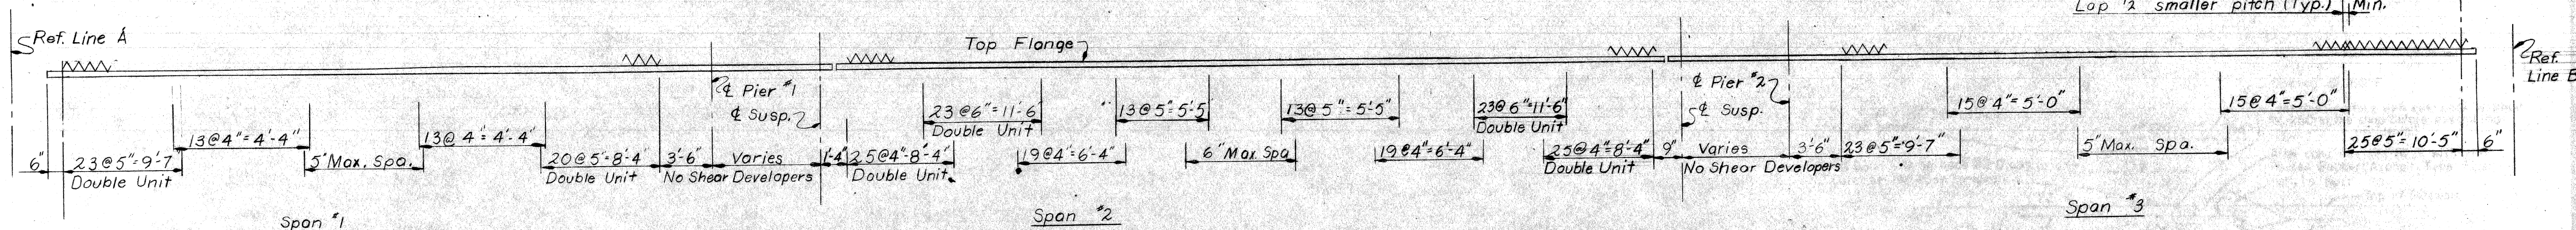 Lap 1/2 smaller pitch (Typ.) Min.
Ref. Line A
Top Flange
Ref.
Line B
℄ Pier #1
℄ Susp.
℄ Pier #2
℄ Susp.
6"
23@5"=9'-7"
Double Unit
13@4"=4'-4"
5" Max. Spa.
13@4"=4'-4"
20@5"=8'-4"
Double Unit
3'-6"
Varies
No Shear Developers
1'-4"
25@4"=8'-4"
Double Unit
23@6"=11'-6"
Double Unit
19@4"=6'-4"
13@5"=5'-5"
6" Max Spa
13@5"=5'-5"
19@4"=6'-4"
23@6"=11'-6"
Double Unit
25@4"=8'-4"
Double Unit
9"
Varies
3'-6"
No Shear Developers
23@5"=9'-7"
15@4"=5'-0"
5" Max. Spa.
15@4"=5'-0"
25@5"=10'-5"
6"
Span #1
Span #2
Span #3